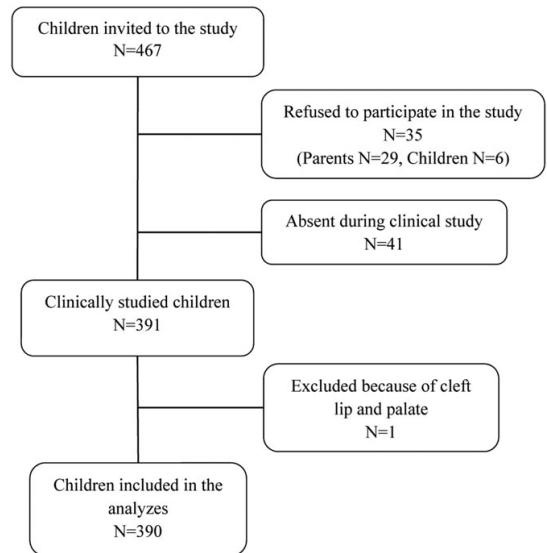 Children invited to the study
N=467
Refused to participate in the study
N=35
(Parents N=29, Children N=6)
Absent during clinical study
N=41
Clinically studied children
N=391
Excluded because of cleft
lip and palate
N=1
Children included in the
analyzes
N=390